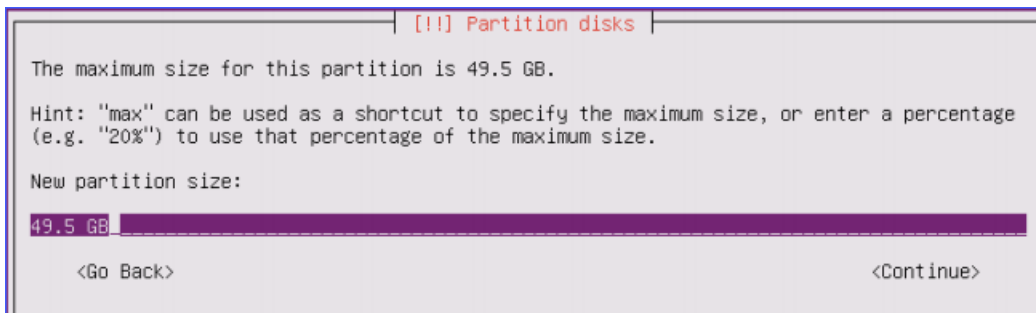 [!!] Partition disks
The maximum size for this partition is 49.5 GB.
Hint: "max" can be used as a shortcut to specify the maximum size, or enter a percentage
(e.g. "20%") to use that percentage of the maximum size.
New partition size:
49.5 GB
<Go Back> <Continue>